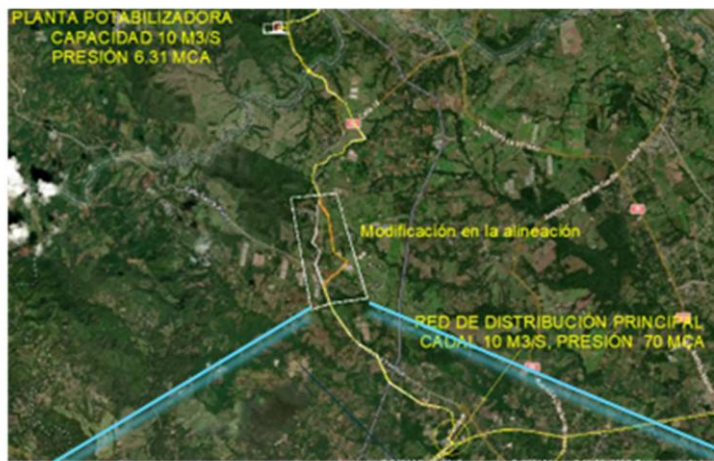 PLANTA POTABILIZADORA
CAPACIDAD 10 M3/S
PRESIÓN 6.31 MCA
Modificación en la alineación
RED DE DISTRIBUCIÓN PRINCIPAL
CADAL 10 M3/S, PRESIÓN 70 MCA